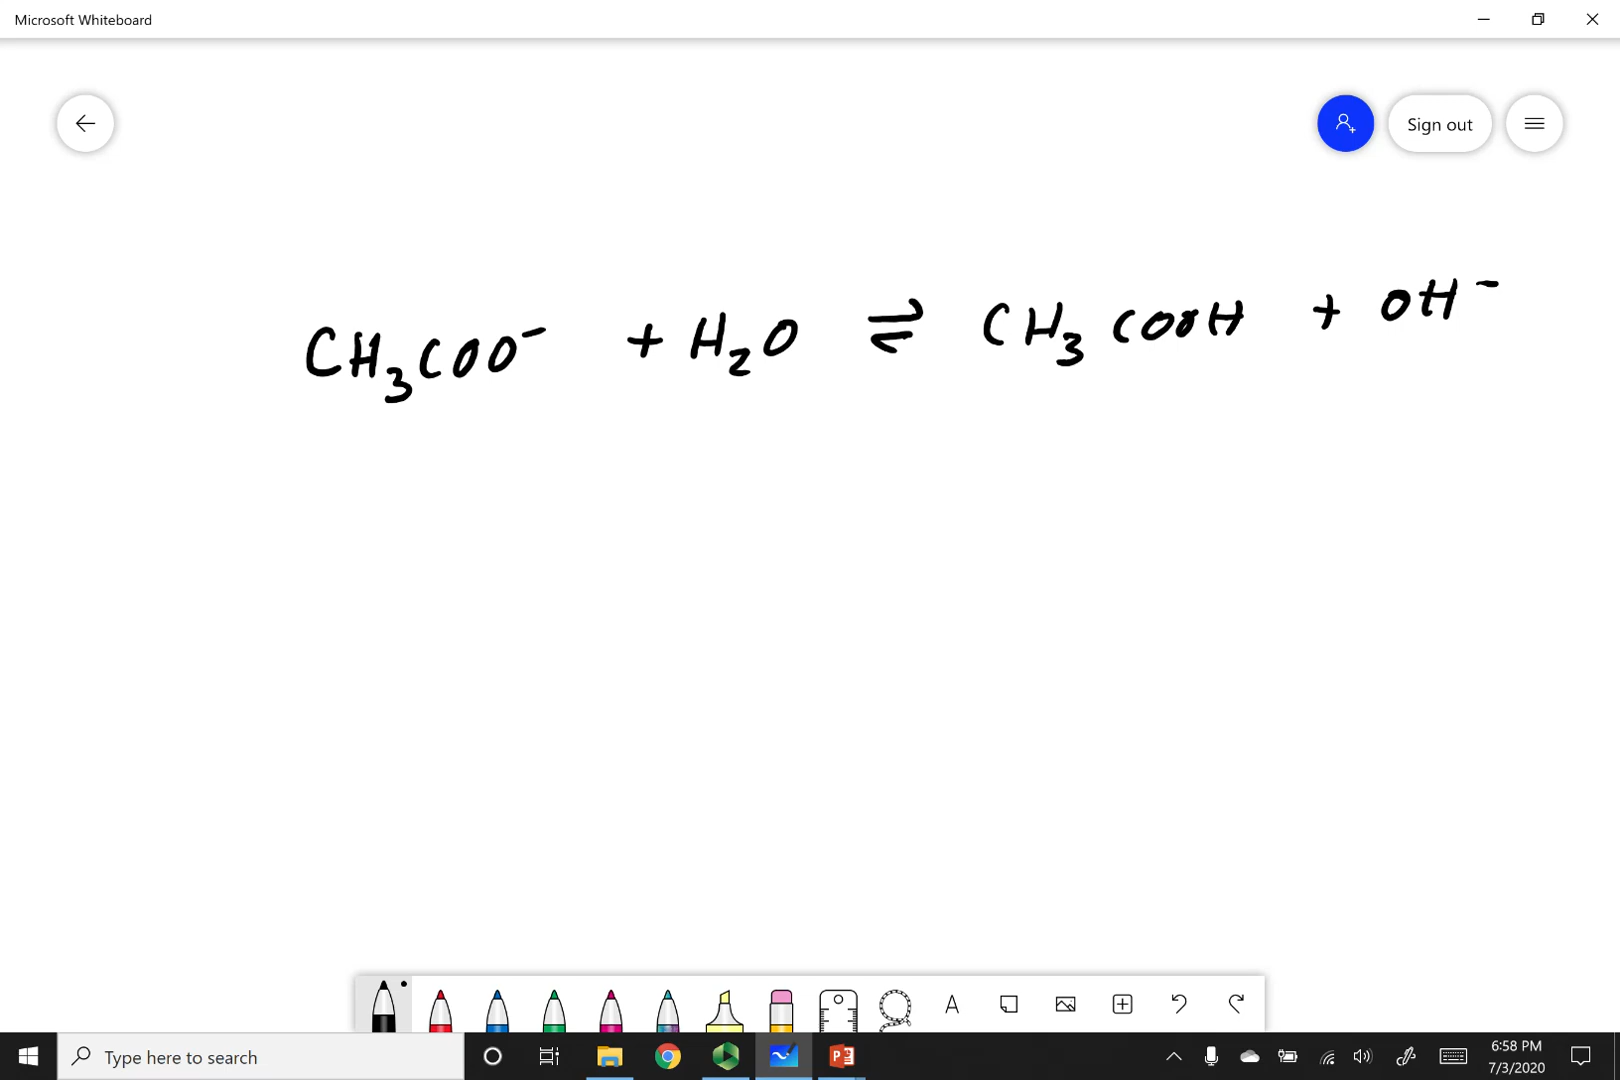 Microsoft Whiteboard
Sign out
CH₃COO⁻ + H₂O ⇌ CH₃COOH + OH⁻
A
Type here to search
6:58 PM
7/3/2020